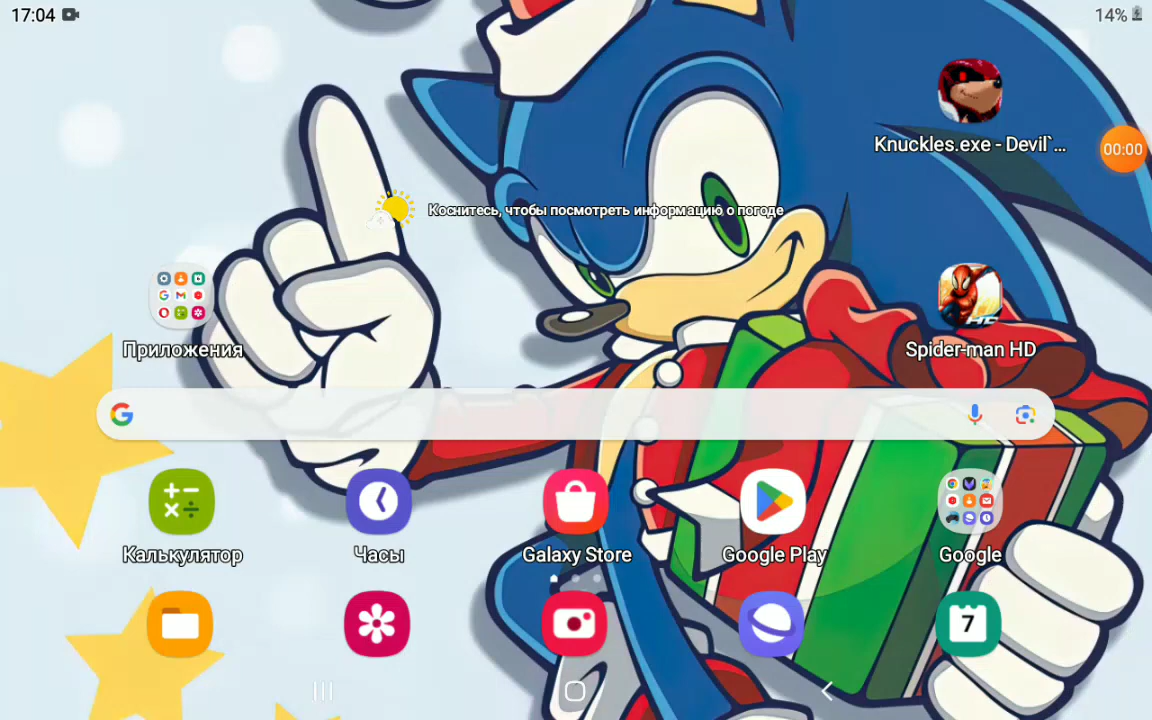 17:04
14%
Knuckles.exe - Devil`...
00:00
Коснитесь, чтобы посмотреть информацию о погоде
Приложения
Spider-man HD
Калькулятор
Часы
Galaxy Store
Google Play
Google
7